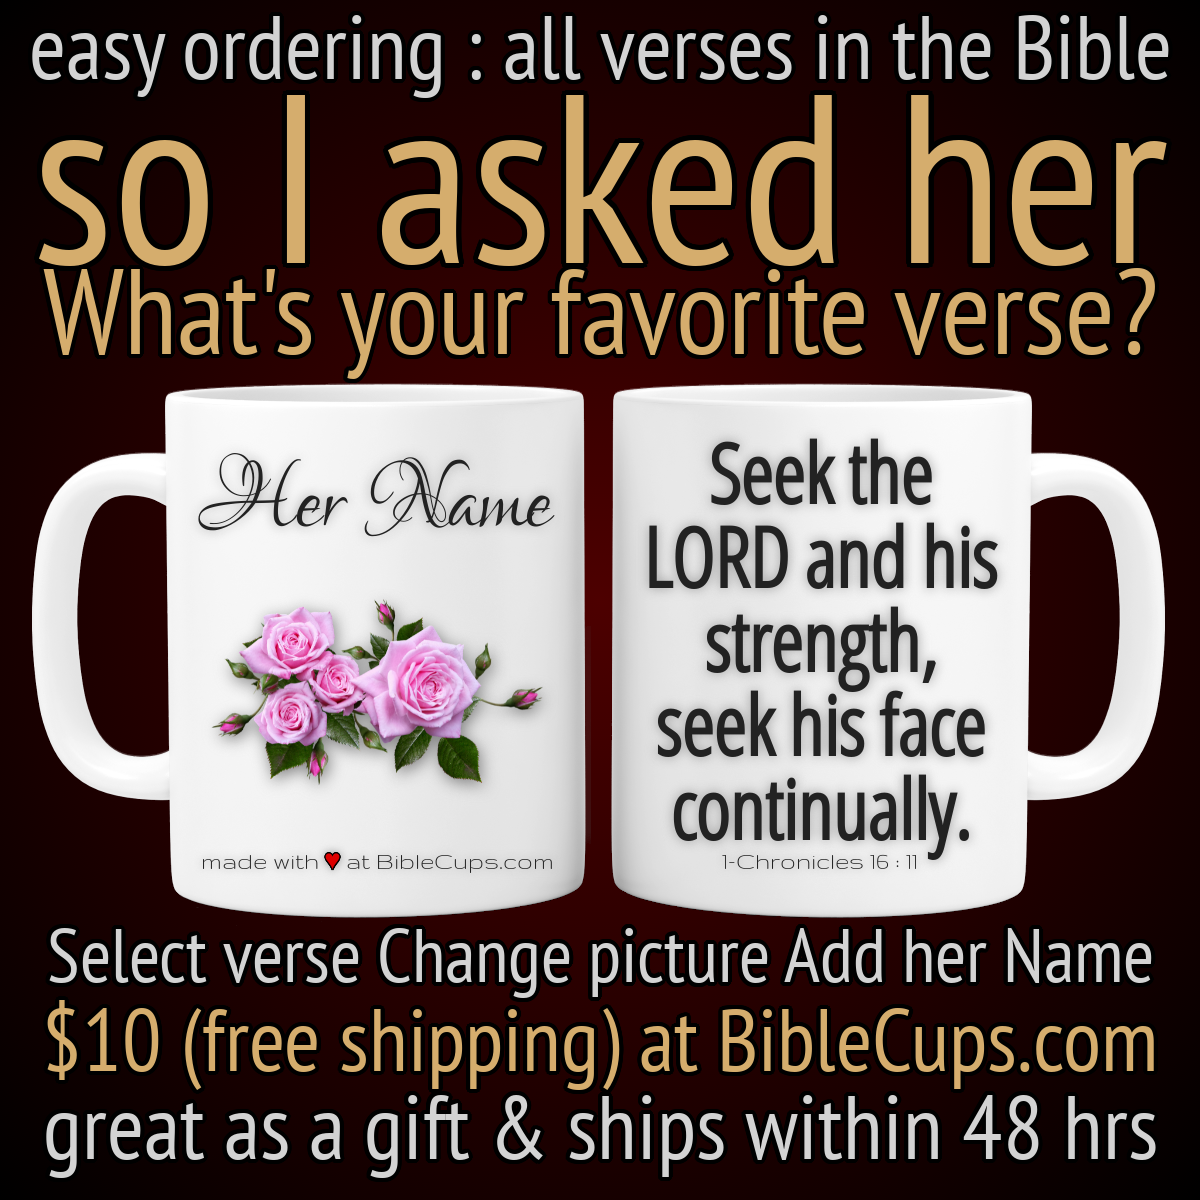 easy ordering : all verses in the Bible
so I asked her
What's your favorite verse?
Her Name
made with ❤ at BibleCups.com
Seek the
LORD and his
strength,
seek his face
continually.
1-Chronicles 16 : 11
Select verse Change picture Add her Name
$10 (free shipping) at BibleCups.com
great as a gift & ships within 48 hrs